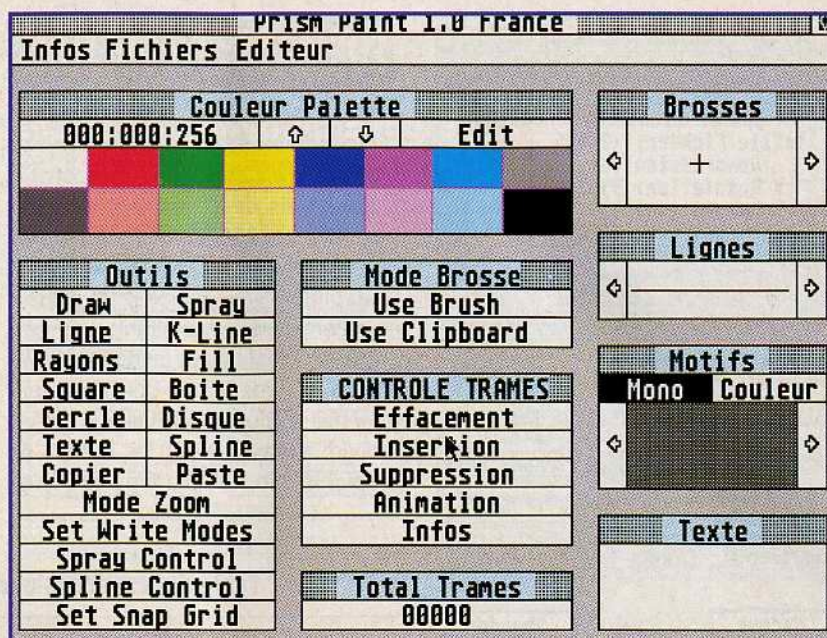 Prism Paint 1.0 France
Infos Fichiers Editeur
Couleur Palette
000:000:256 Edit
Outils
Draw Spray
Ligne K-Line
Rayons Fill
Square Boite
Cercle Disque
Texte Spline
Copier Paste
Mode Zoom
Set Write Modes
Spray Control
Spline Control
Set Snap Grid
Mode Brosse
Use Brush
Use Clipboard
CONTROLE TRAMES
Effacement
Insertion
Suppression
Animation
Infos
Total Trames
00000
Brosses
Lignes
Motifs
Mono Couleur
Texte